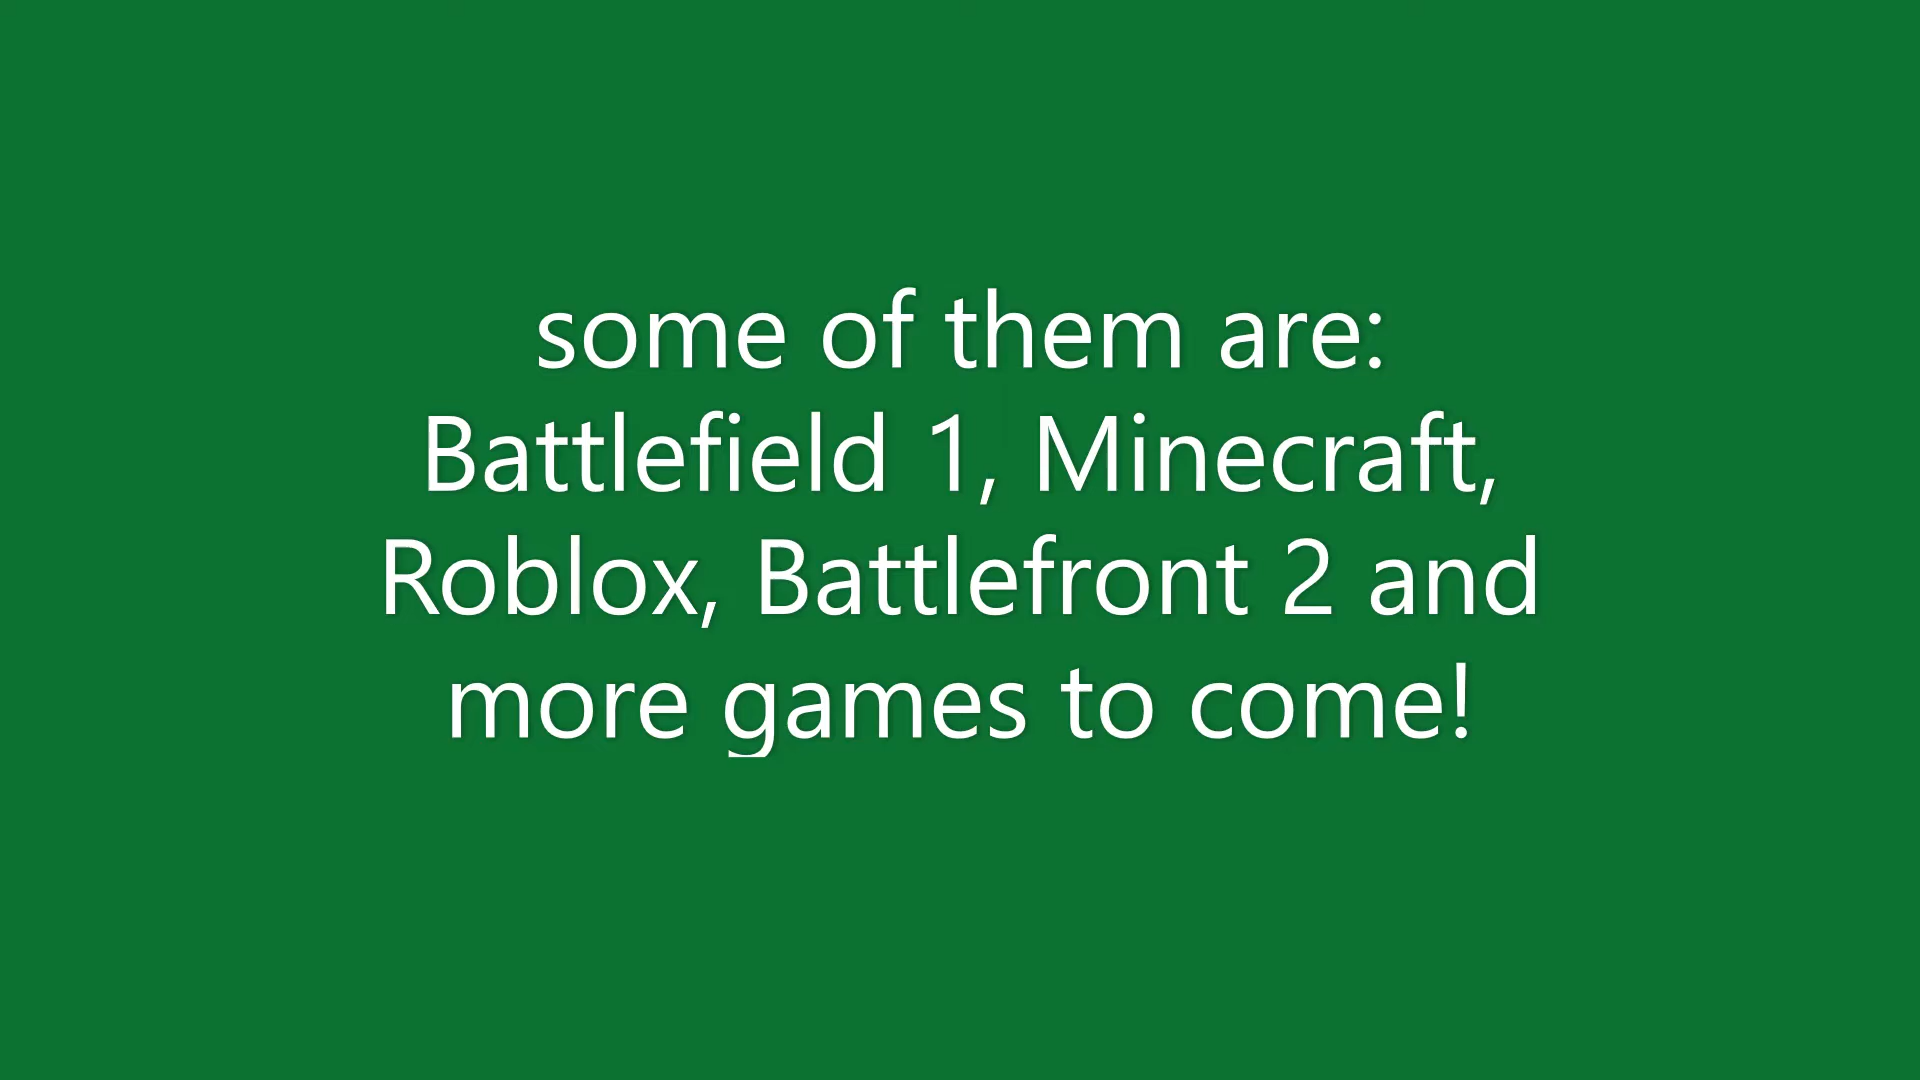 some of them are:
Battlefield 1, Minecraft,
Roblox, Battlefront 2 and
more games to come!